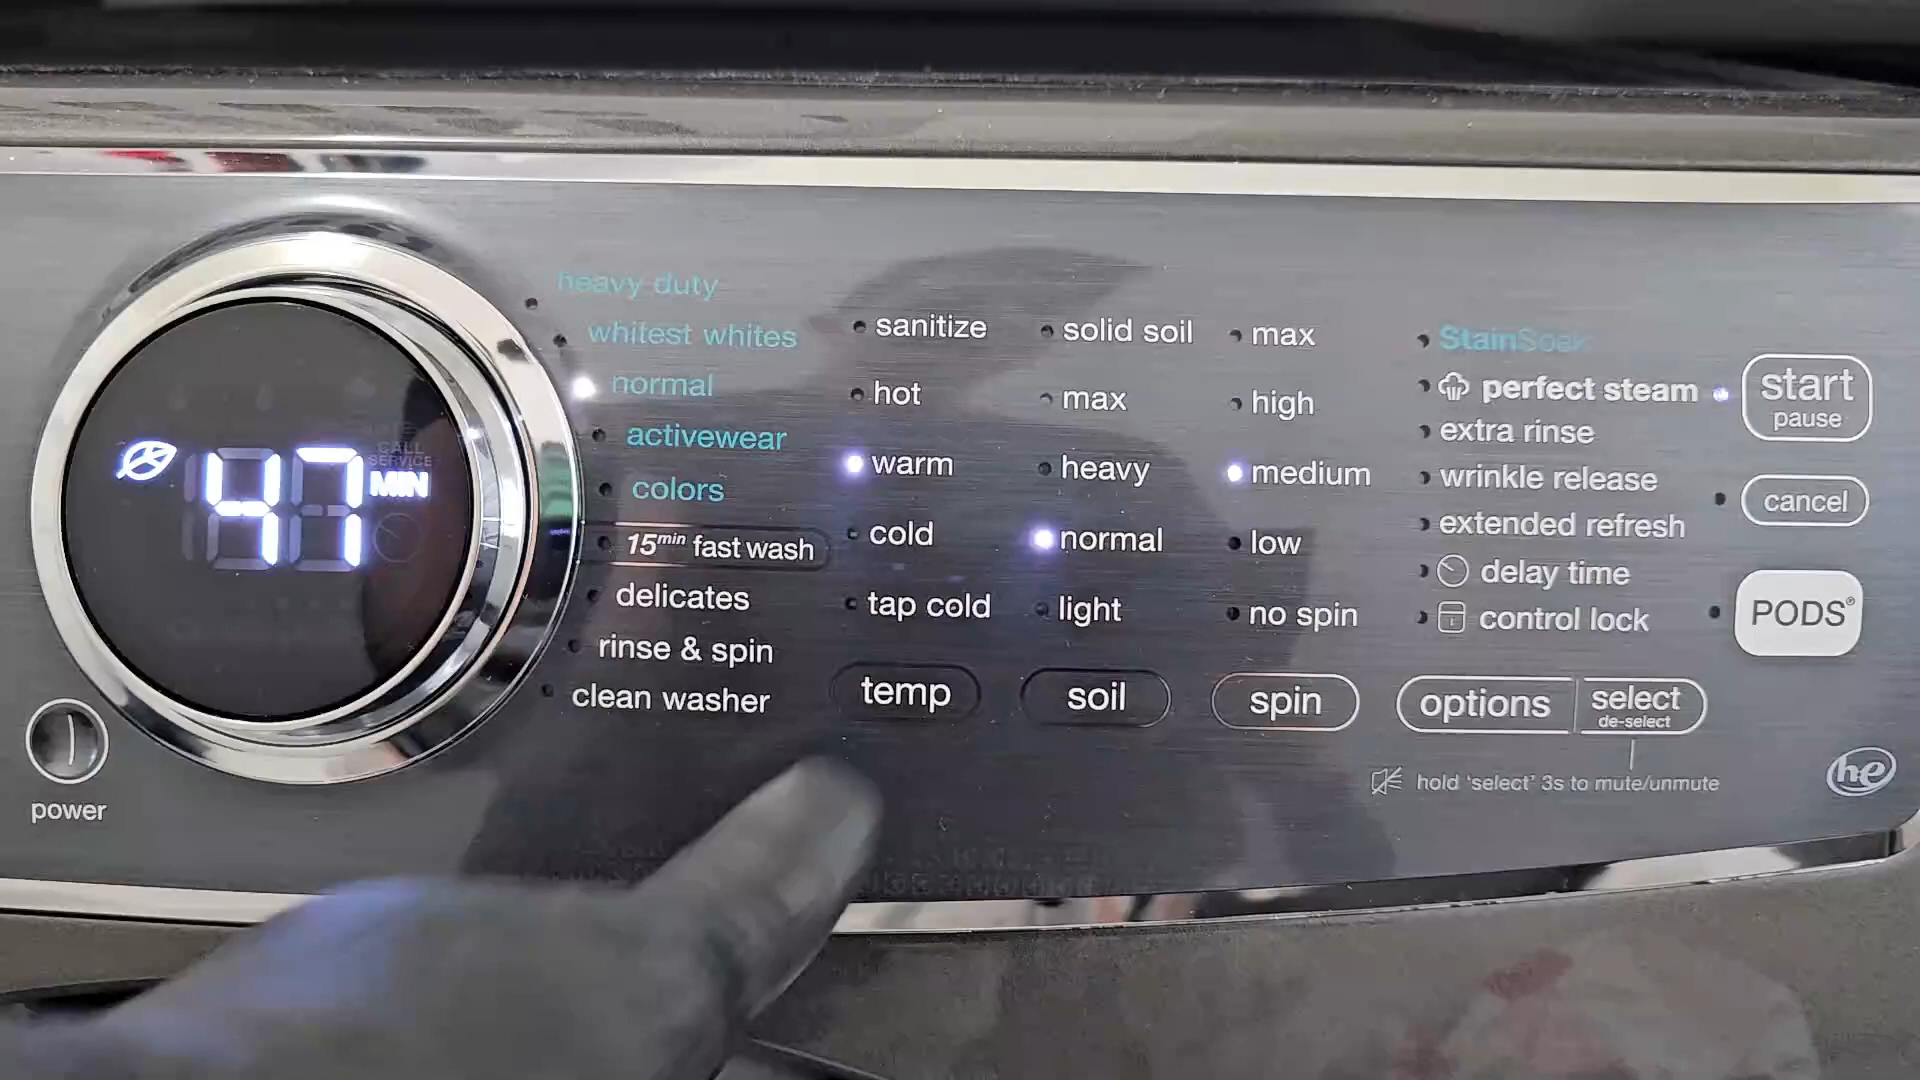 47 MIN
CALL
SERVICE
power
heavy duty
whitest whites
normal
activewear
colors
15min fast wash
delicates
rinse & spin
clean washer
sanitize
hot
warm
cold
tap cold
temp
solid soil
max
heavy
normal
light
soil
max
high
medium
low
no spin
spin
StainSoak
perfect steam
extra rinse
wrinkle release
extended refresh
delay time
control lock
options
select
de-select
hold 'select' 3s to mute/unmute
start
pause
cancel
PODS®
he